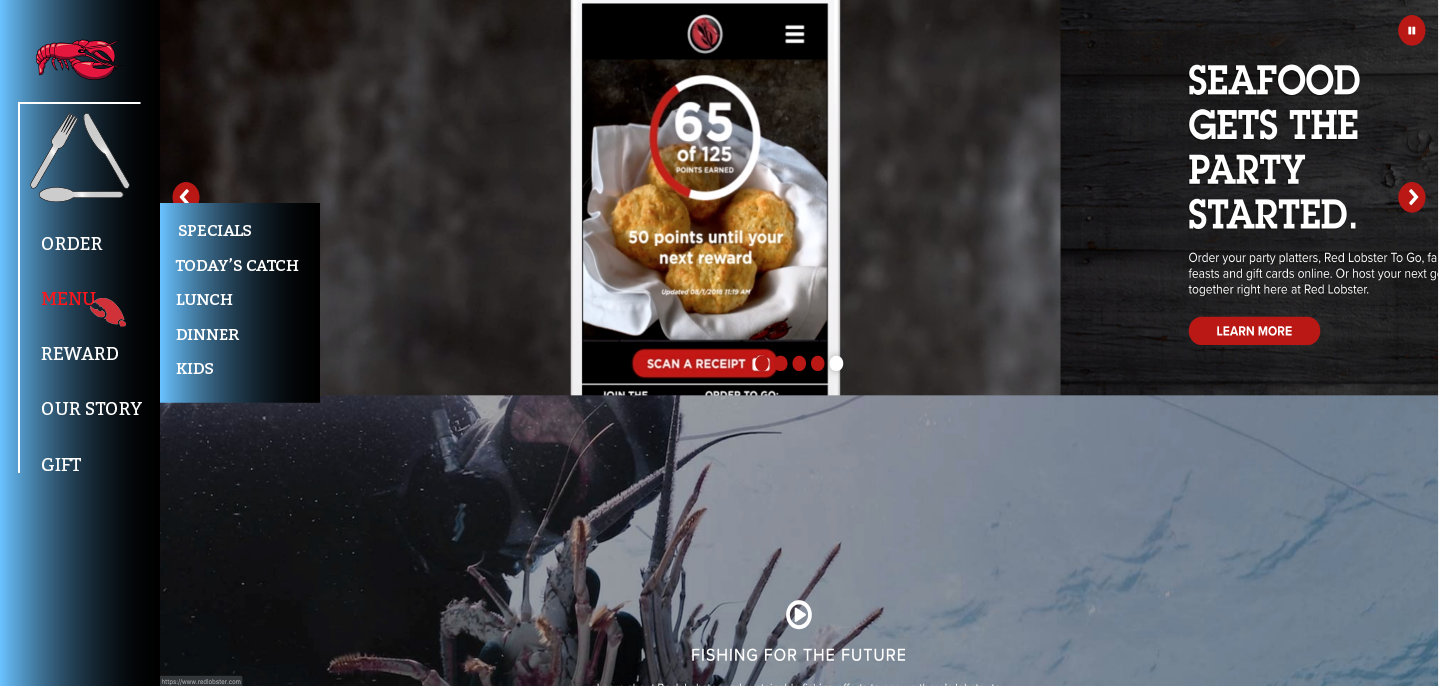 ORDER
MENU
REWARD
OUR STORY
GIFT
SPECIALS
TODAY'S CATCH
LUNCH
DINNER
KIDS
65
of 125
POINTS EARNED
50 points until your
next reward
Updated 08/1/2018 11:19 AM
SCAN A RECEIPT
JOIN THE
ORDER TO GO:
SEAFOOD
GETS THE
PARTY
STARTED.
Order your party platters, Red Lobster To Go, fa
feasts and gift cards online. Or host your next g
together right here at Red Lobster.
LEARN MORE
FISHING FOR THE FUTURE
https://www.redlobster.com